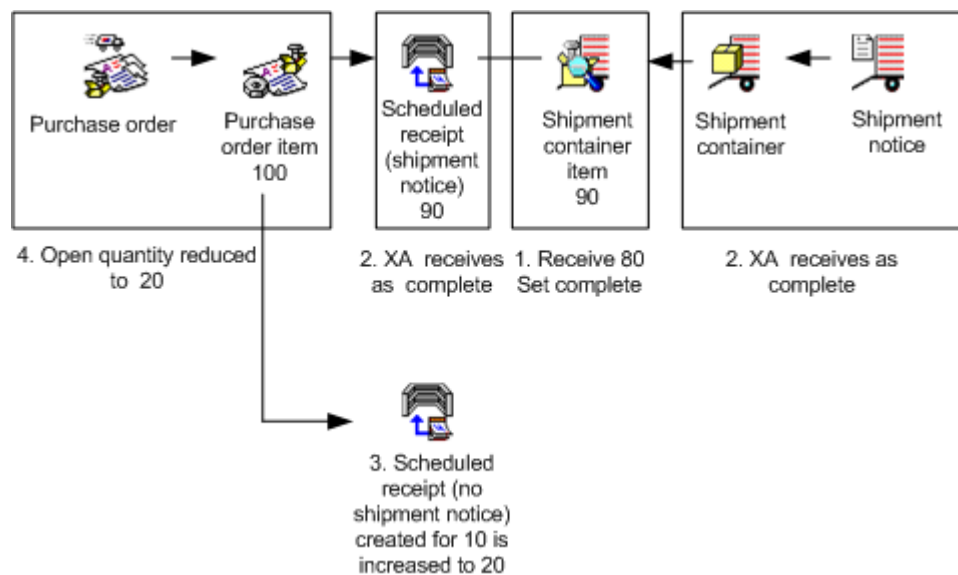 Purchase order
Purchase
order item
100
Scheduled
receipt
(shipment
notice)
90
Shipment
container
item
90
Shipment
container
Shipment
notice
4. Open quantity reduced
to 20
2. XA receives
as complete
1. Receive 80
Set complete
2. XA receives as
complete
3. Scheduled
receipt (no
shipment notice)
created for 10 is
increased to 20